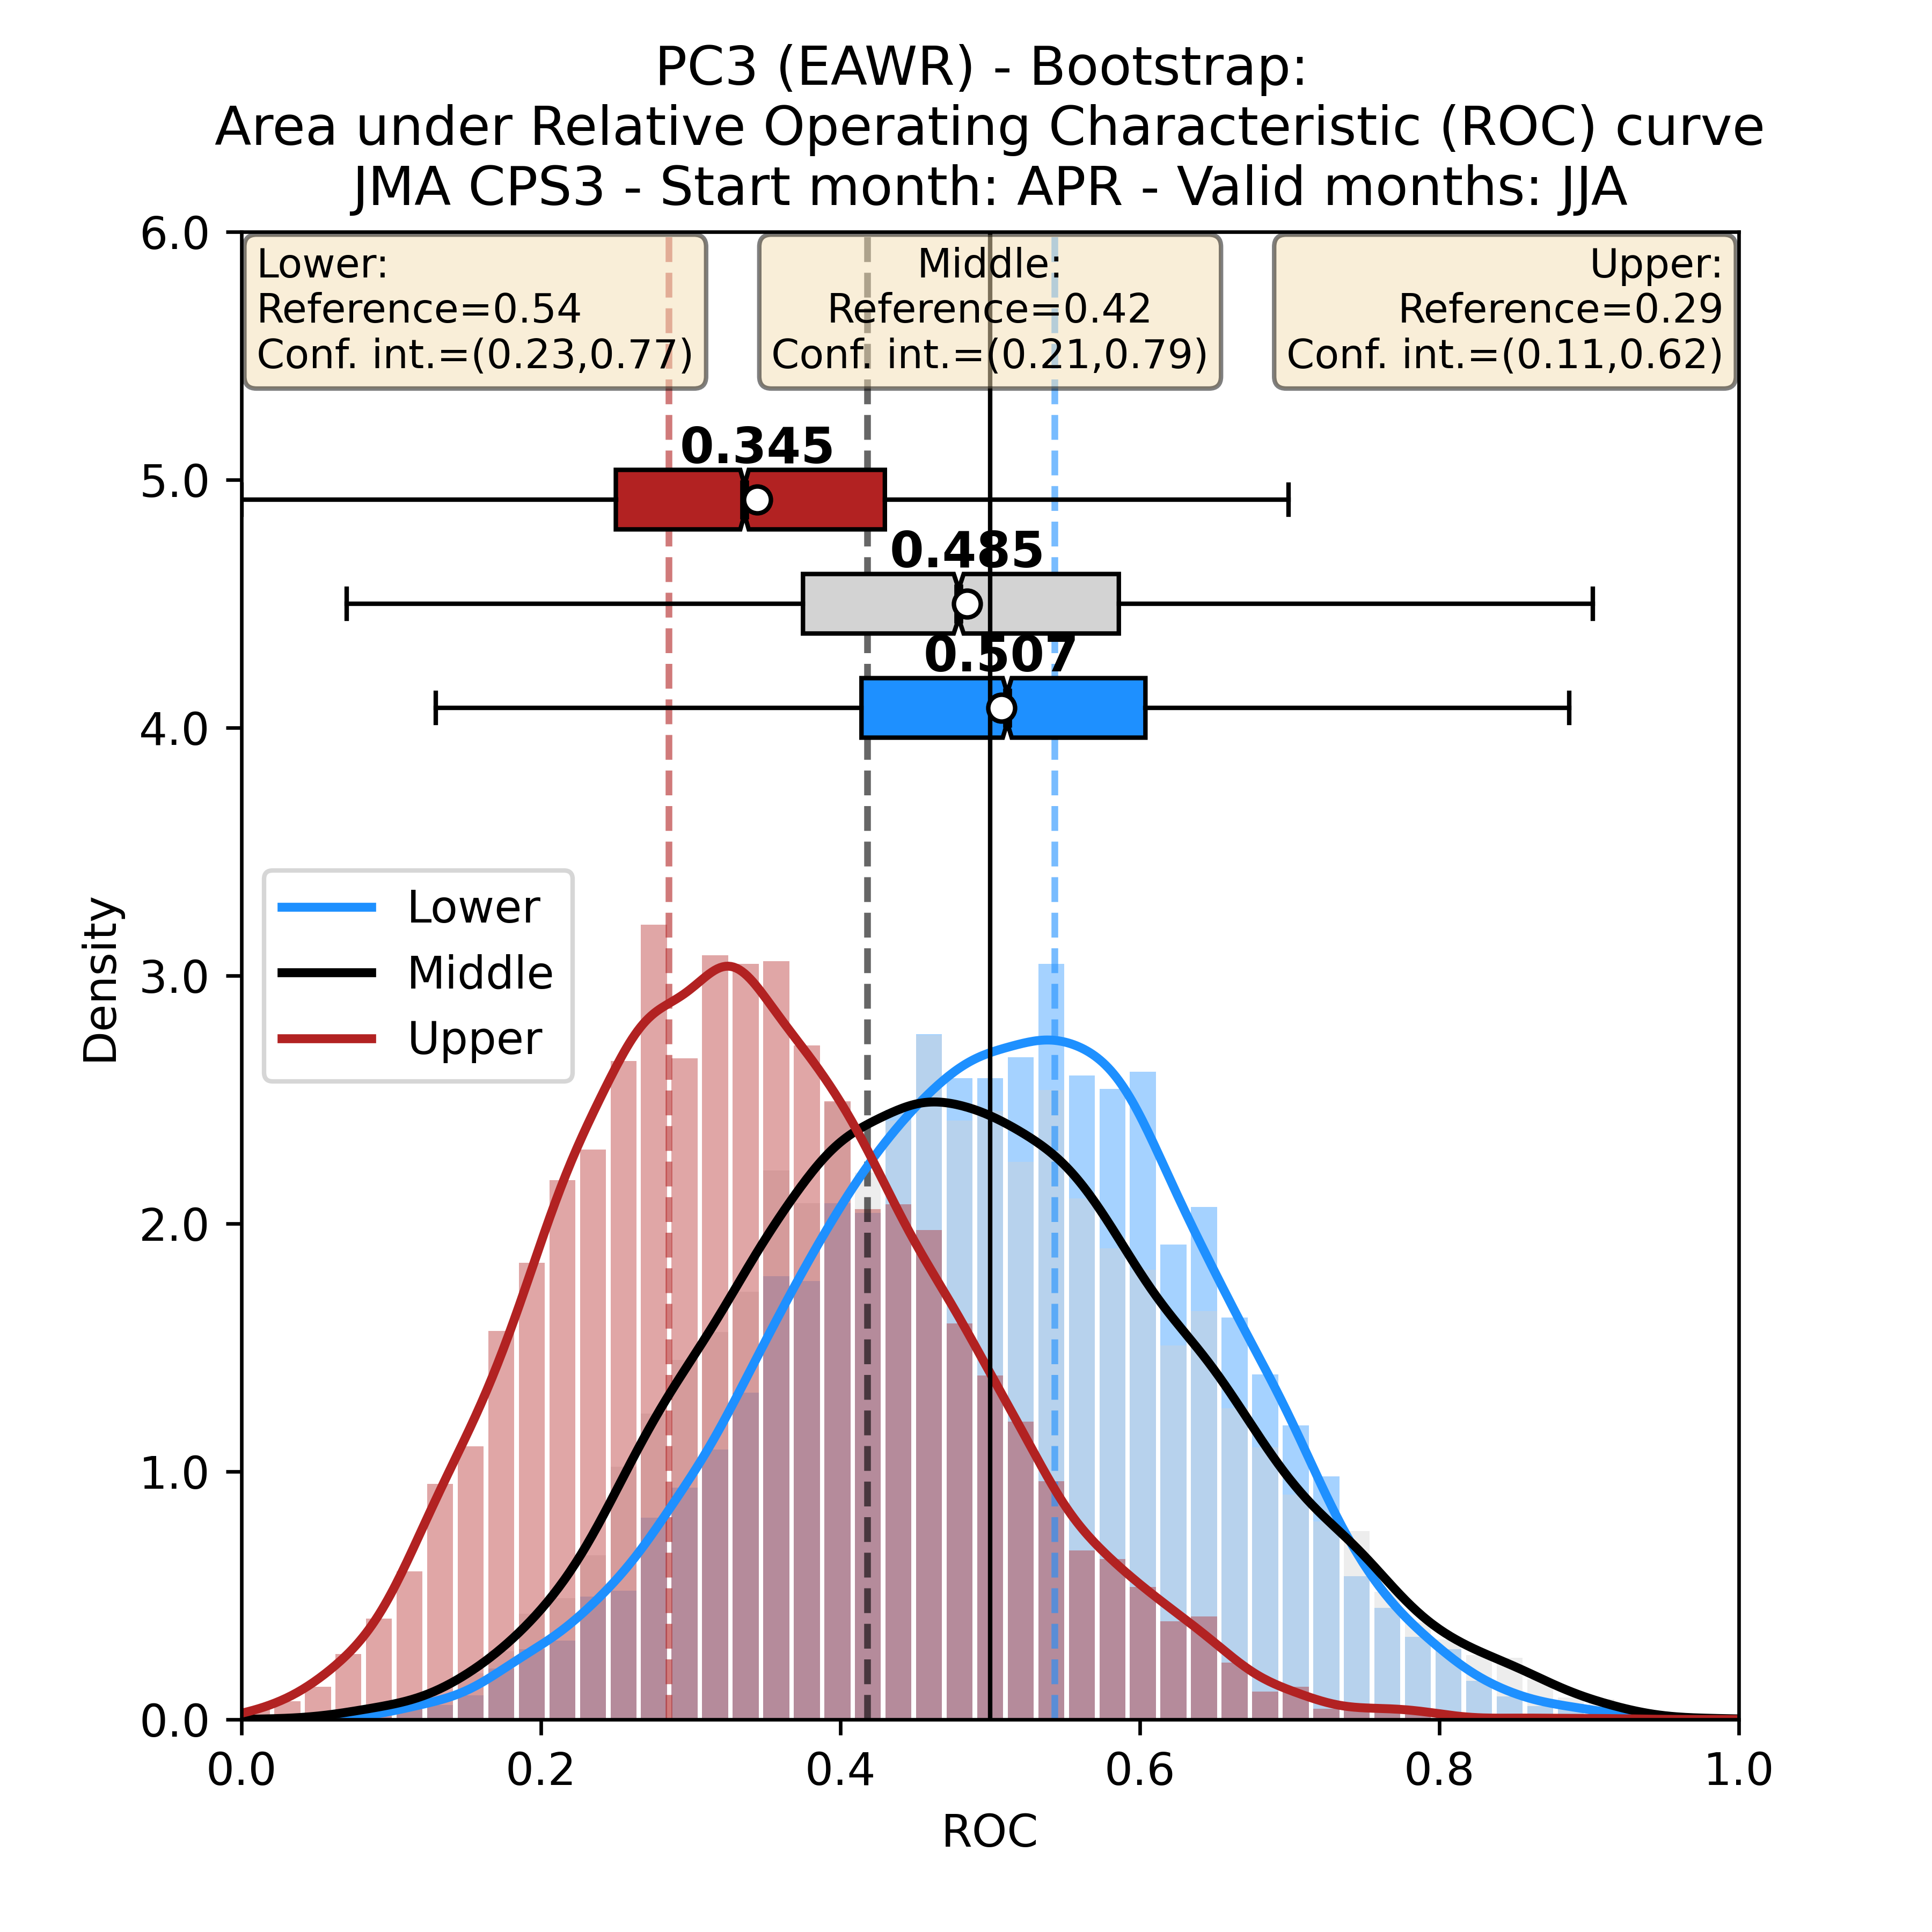 PC3 (EAWR) - Bootstrap:
Area under Relative Operating Characteristic (ROC) curve
JMA CPS3 - Start month: APR - Valid months: JJA
Lower:
Reference=0.54
Conf. int.=(0.23,0.77)
Middle:
Reference=0.42
Conf. int.=(0.21,0.79)
Upper:
Reference=0.29
Conf. int.=(0.11,0.62)
0.345
0.485
0.507
Lower
Middle
Upper
Density
6.0
5.0
4.0
3.0
2.0
1.0
0.0
0.0
0.2
0.4
0.6
0.8
1.0
ROC